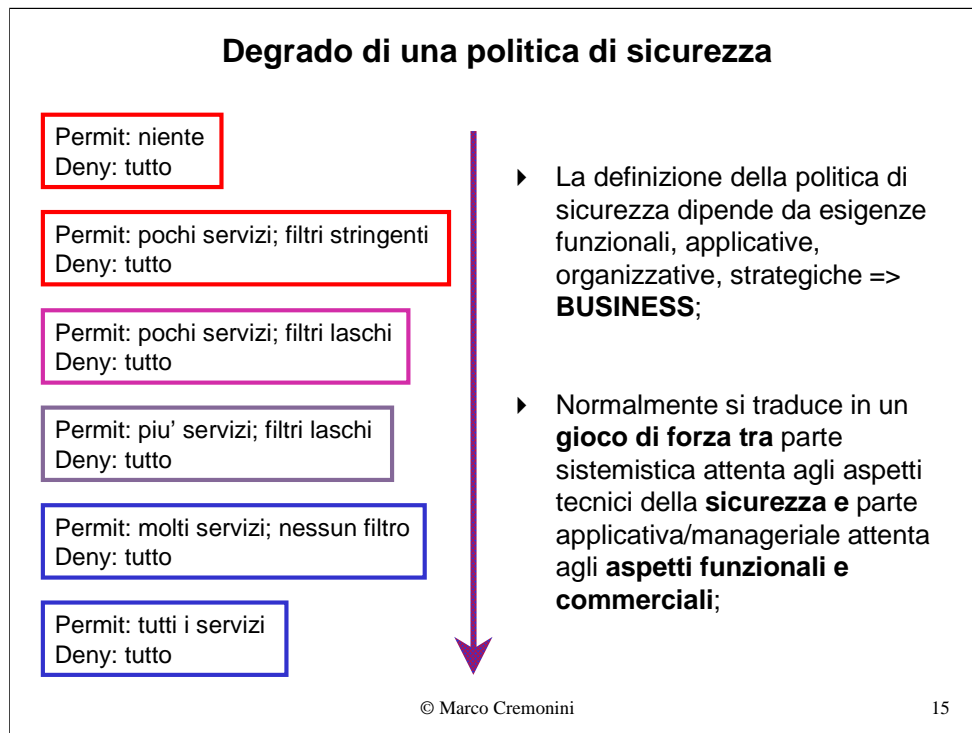 Degrado di una politica di sicurezza
Permit: niente
Deny: tutto
Permit: pochi servizi; filtri stringenti
Deny: tutto
Permit: pochi servizi; filtri laschi
Deny: tutto
Permit: piu' servizi; filtri laschi
Deny: tutto
Permit: molti servizi; nessun filtro
Deny: tutto
Permit: tutti i servizi
Deny: tutto
La definizione della politica di
sicurezza dipende da esigenze
funzionali, applicative,
organizzative, strategiche =>
BUSINESS;
Normalmente si traduce in un
gioco di forza tra parte
sistemistica attenta agli aspetti
tecnici della sicurezza e parte
applicativa/manageriale attenta
agli aspetti funzionali e
commerciali;
© Marco Cremonini
15